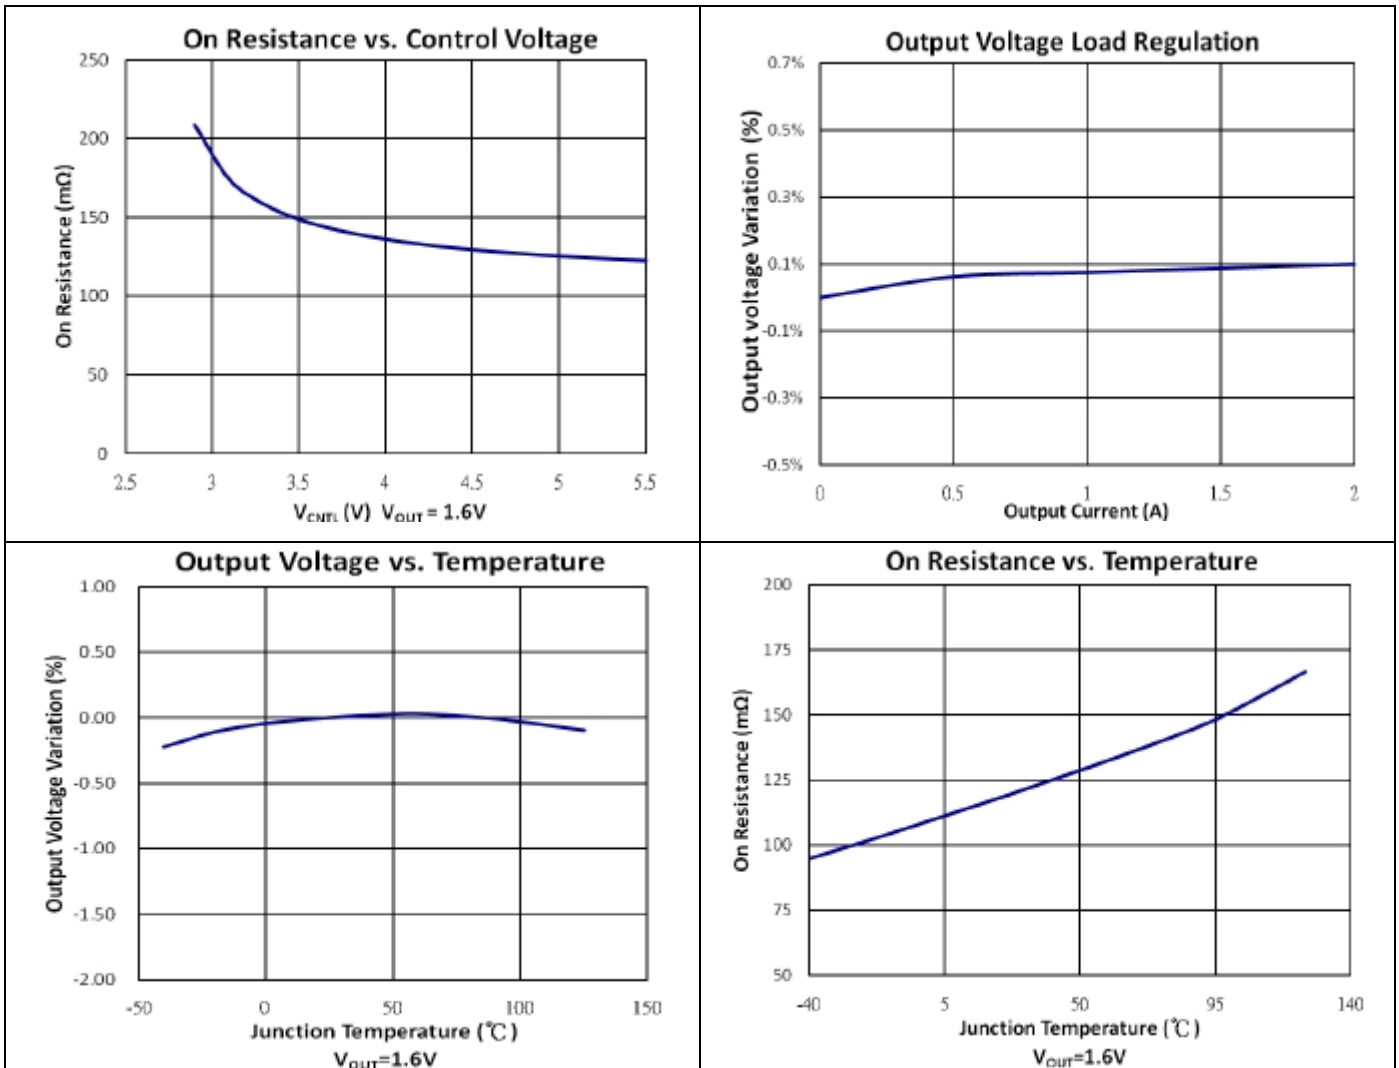 On Resistance vs. Control Voltage
250
200
150
100
50
0
On Resistance (mΩ)
2.5 3 3.5 4 4.5 5 5.5
VCNTL (V) VOUT = 1.6V
Output Voltage Load Regulation
0.7%
0.5%
0.3%
0.1%
-0.1%
-0.3%
-0.5%
Output voltage Variation (%)
0 0.5 1 1.5 2
Output Current (A)
Output Voltage vs. Temperature
1.00
0.50
0.00
-0.50
-1.00
-1.50
-2.00
Output Voltage Variation (%)
-50 0 50 100 150
Junction Temperature (℃)
VOUT=1.6V
On Resistance vs. Temperature
200
175
150
125
100
75
50
On Resistance (mΩ)
-40 5 50 95 140
Junction Temperature (℃)
VOUT=1.6V